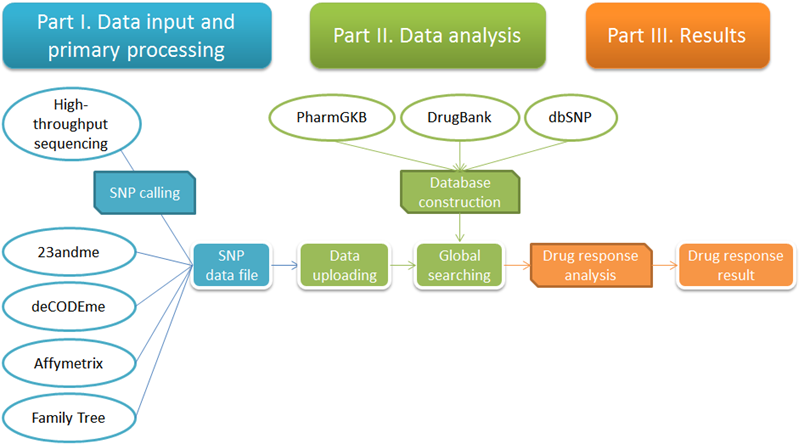 Part I. Data input and
primary processing
Part II. Data analysis
Part III. Results
High-
throughput
sequencing
PharmGKB
DrugBank
dbSNP
SNP calling
Database
construction
23andme
SNP
data file
Data
uploading
Global
searching
Drug response
analysis
Drug response
result
deCODEme
Affymetrix
Family Tree